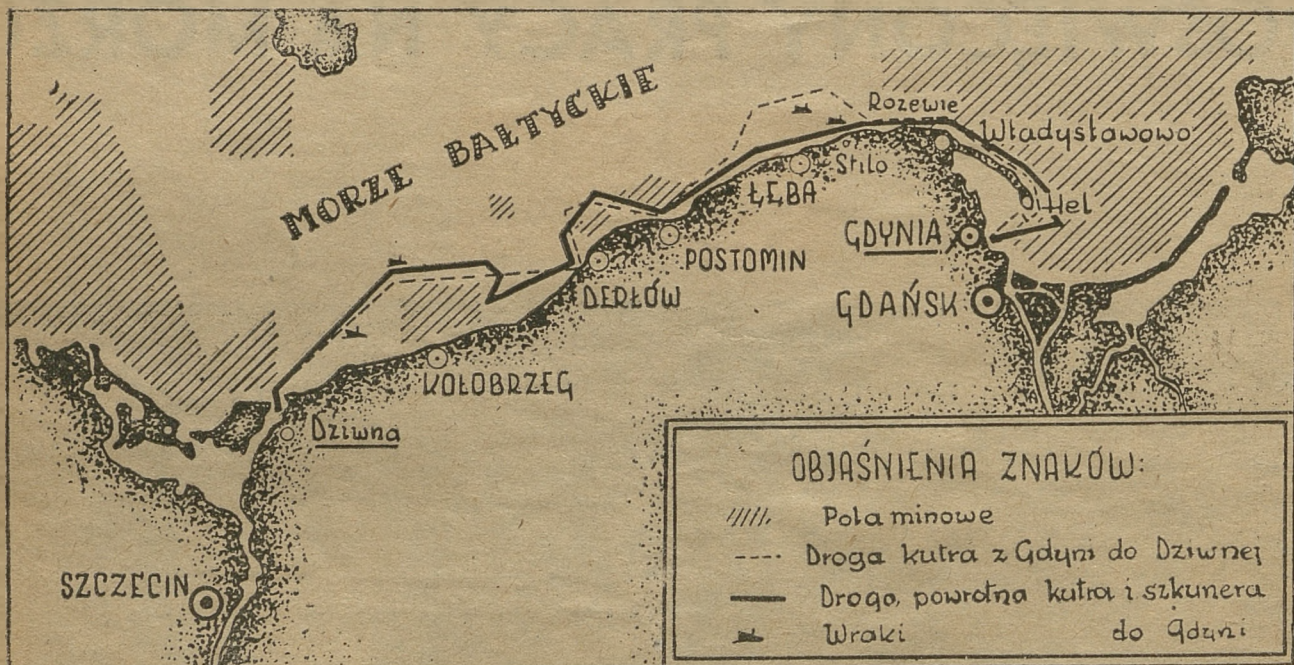 MORZE BAŁTYCKIE
Rozewie
Władysławowo
Stilo
ŁĘBA
Hel
GDYNIA
POSTOMIN
DERŁÓW
GDAŃSK
KOŁOBRZEG
Dziwna
SZCZECIN
OBJAŚNIENIA ZNAKÓW:
Pola minowe
Droga kutra z Gdyni do Dziwnej
Droga powrotna kutra i szkunera
Wraki do Gdyni